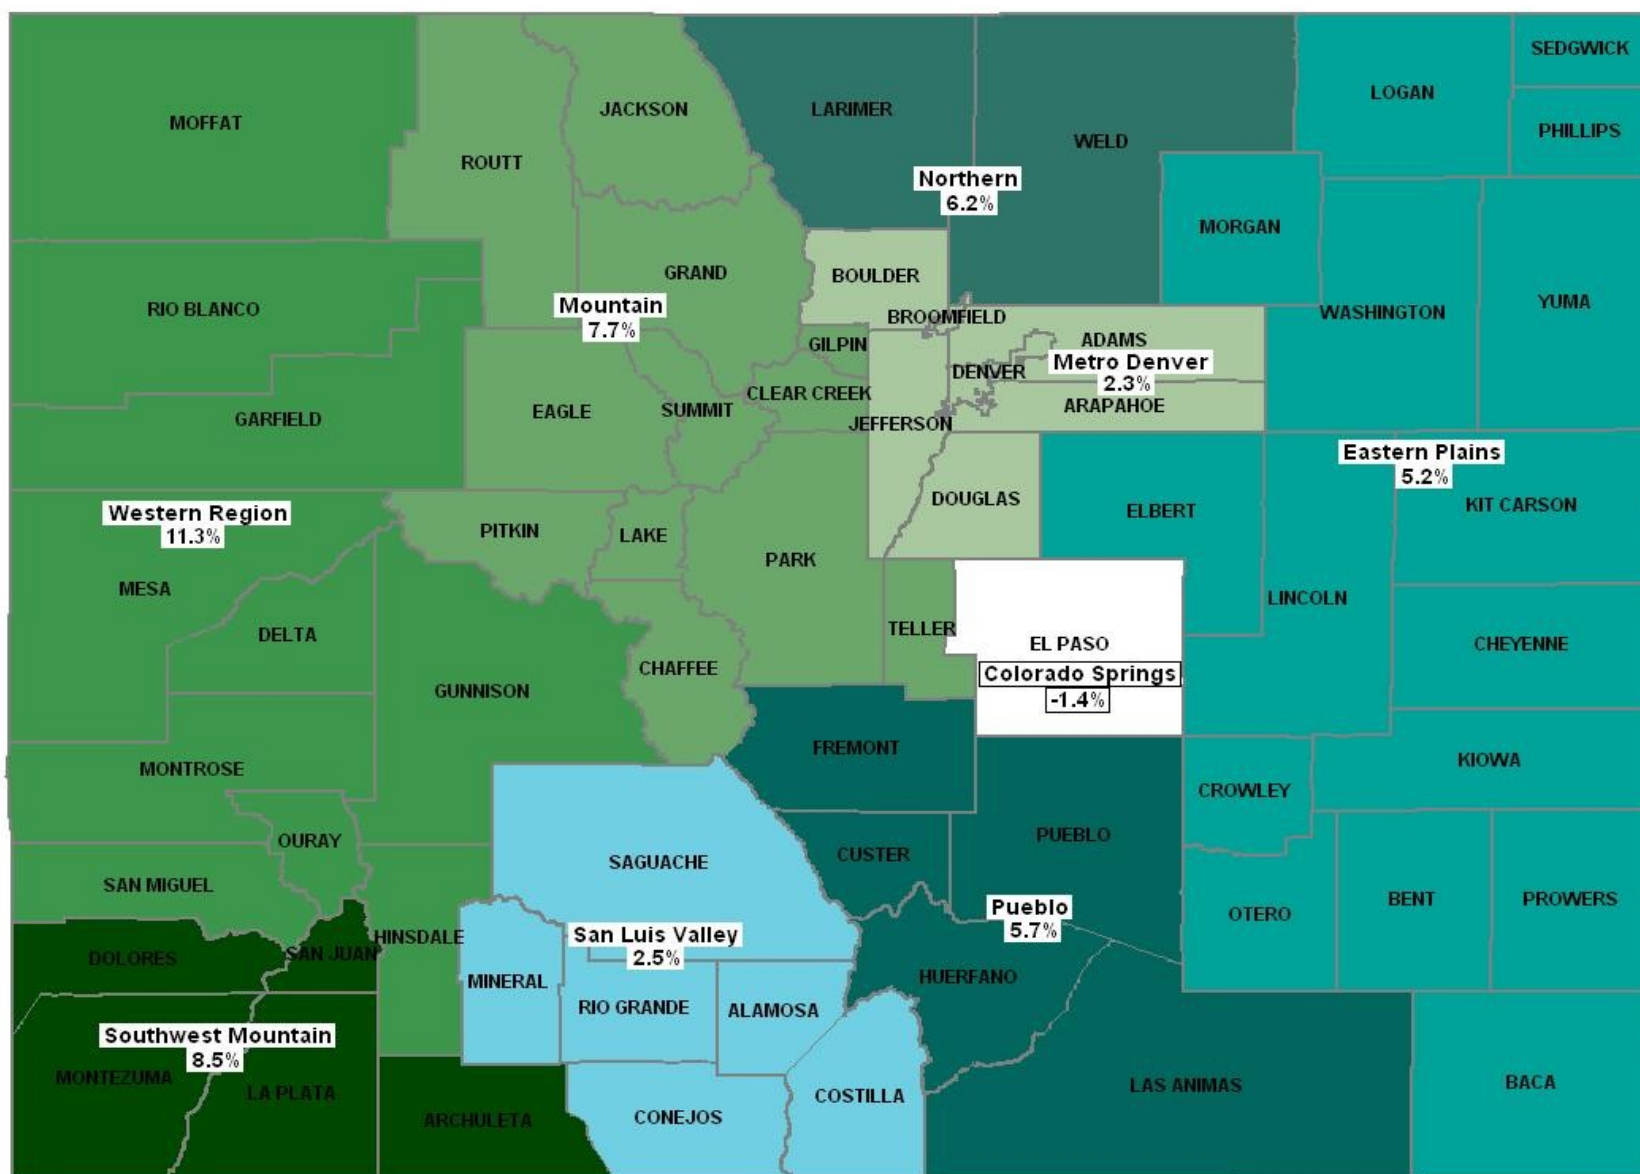 SEDGWICK
LOGAN
JACKSON
LARIMER
MOFFAT
PHILLIPS
WELD
ROUTT
Northern
6.2%
MORGAN
GRAND
BOULDER
RIO BLANCO
YUMA
Mountain
7.7%
WASHINGTON
BROOMFIELD
GILPIN
ADAMS
Metro Denver
2.3%
DENVER
CLEAR CREEK
ARAPAHOE
EAGLE
SUMMIT
GARFIELD
JEFFERSON
Eastern Plains
5.2%
DOUGLAS
KIT CARSON
ELBERT
Western Region
11.3%
PITKIN
LAKE
PARK
MESA
LINCOLN
TELLER
DELTA
EL PASO
CHEYENNE
CHAFFEE
Colorado Springs
-1.4%
GUNNISON
FREMONT
KIOWA
MONTROSE
CROWLEY
PUEBLO
OURAY
CUSTER
SAGUACHE
SAN MIGUEL
BENT
PROWERS
Pueblo
5.7%
OTERO
HINSDALE
San Luis Valley
2.5%
SAN JUAN
DOLORES
HUERFANO
MINERAL
RIO GRANDE
ALAMOSA
Southwest Mountain
8.5%
MONTEZUMA
LA PLATA
LAS ANIMAS
BACA
COSTILLA
CONEJOS
ARCHULETA